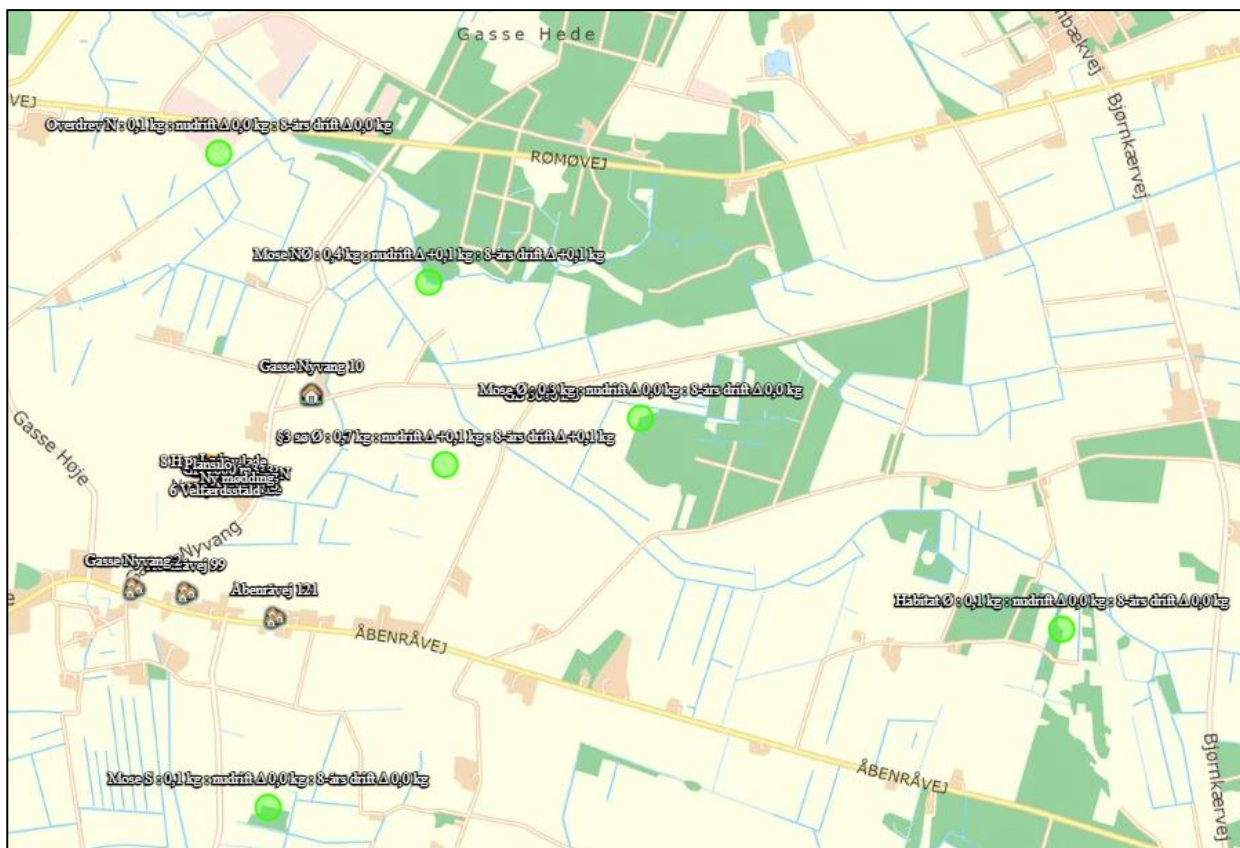 Gasse Hede
mbækvej
Bjørnkærvej
VEJ
Overdrev N : 0,1 kg : nudrift Δ 0,0 kg : 8-års drift Δ 0,0 kg
RØMØVEJ
Mose NØ : 0,4 kg : nudrift Δ +0,1 kg : 8-års drift Δ +0,1 kg
Gasse Nyvang 10
Mose Ø : 0,3 kg : nudrift Δ 0,0 kg : 8-års drift Δ 0,0 kg
Gasse Høje
§3 sø Ø : 0,7 kg : nudrift Δ +0,1 kg : 8-års drift Δ +0,1 kg
Plansilo
Ny mødding
6 Velfærdsstald
Nyvang
Gasse Nyvang 2
99
Åbenråvej 121
Habitat Ø : 0,1 kg : nudrift Δ 0,0 kg : 8-års drift Δ 0,0 kg
ÅBENRÅVEJ
Bjørnkærvej
Mose S : 0,1 kg : nudrift Δ 0,0 kg : 8-års drift Δ 0,0 kg
ÅBENRÅVEJ